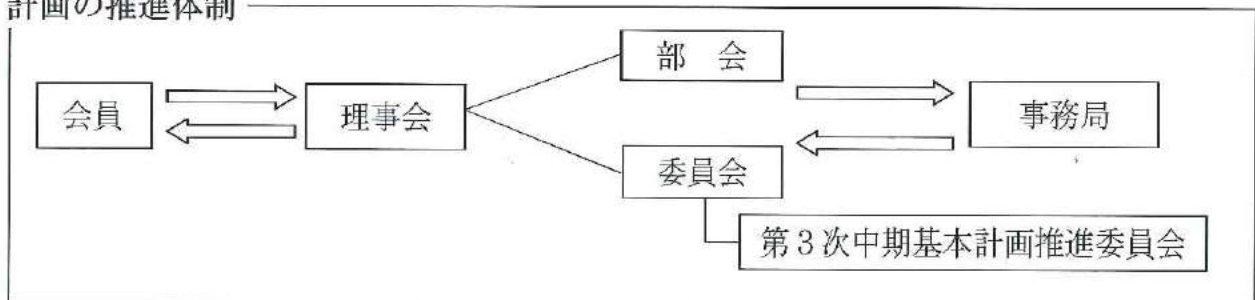 計画の推進体制
部　会
会員
理事会
事務局
委員会
第３次中期基本計画推進委員会